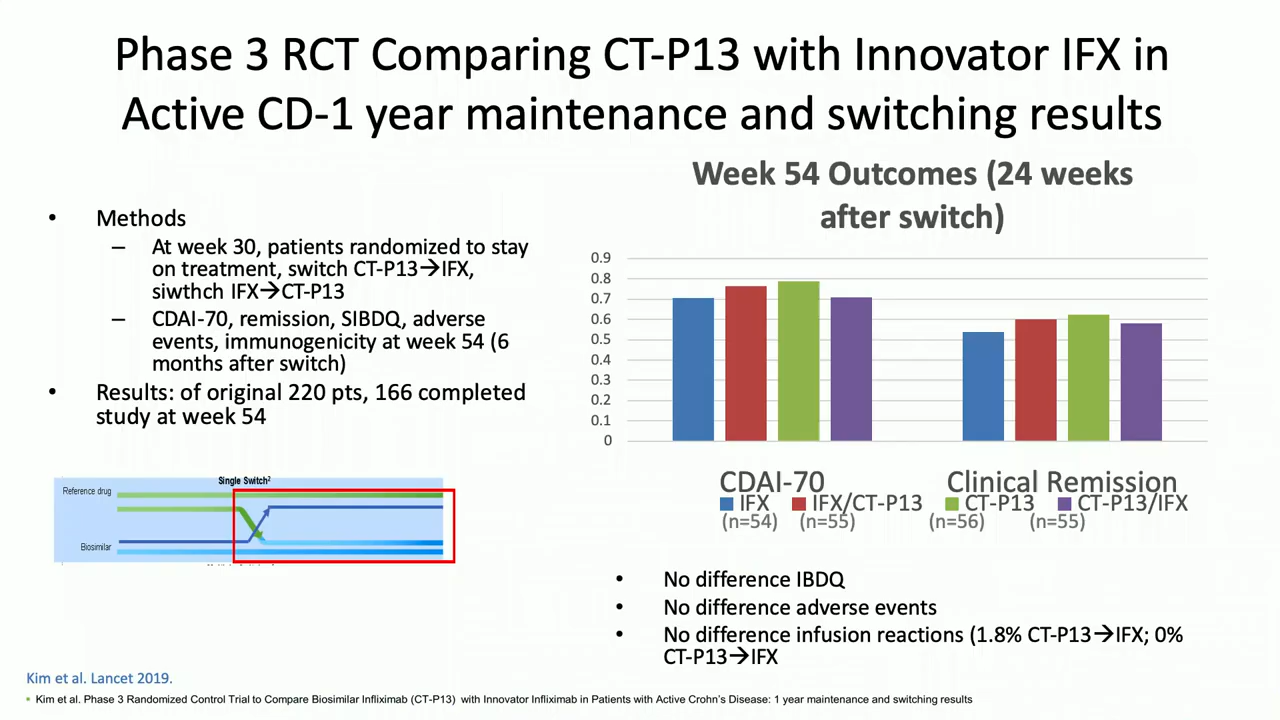 Phase 3 RCT Comparing CT-P13 with Innovator IFX in
Active CD-1 year maintenance and switching results
• Methods
– At week 30, patients randomized to stay
on treatment, switch CT-P13→IFX,
siwthch IFX→CT-P13
– CDAI-70, remission, SIBDQ, adverse
events, immunogenicity at week 54 (6
months after switch)
• Results: of original 220 pts, 166 completed
study at week 54
Single Switch²
Reference drug
Biosimilar
Week 54 Outcomes (24 weeks
after switch)
0.9
0.8
0.7
0.6
0.5
0.4
0.3
0.2
0.1
0
CDAI-70 Clinical Remission
IFX IFX/CT-P13 CT-P13 CT-P13/IFX
(n=54) (n=55) (n=56) (n=55)
• No difference IBDQ
• No difference adverse events
• No difference infusion reactions (1.8% CT-P13→IFX; 0%
CT-P13→IFX
Kim et al. Lancet 2019.
• Kim et al. Phase 3 Randomized Control Trial to Compare Biosimilar Infliximab (CT-P13) with Innovator Infliximab in Patients with Active Crohn's Disease: 1 year maintenance and switching results